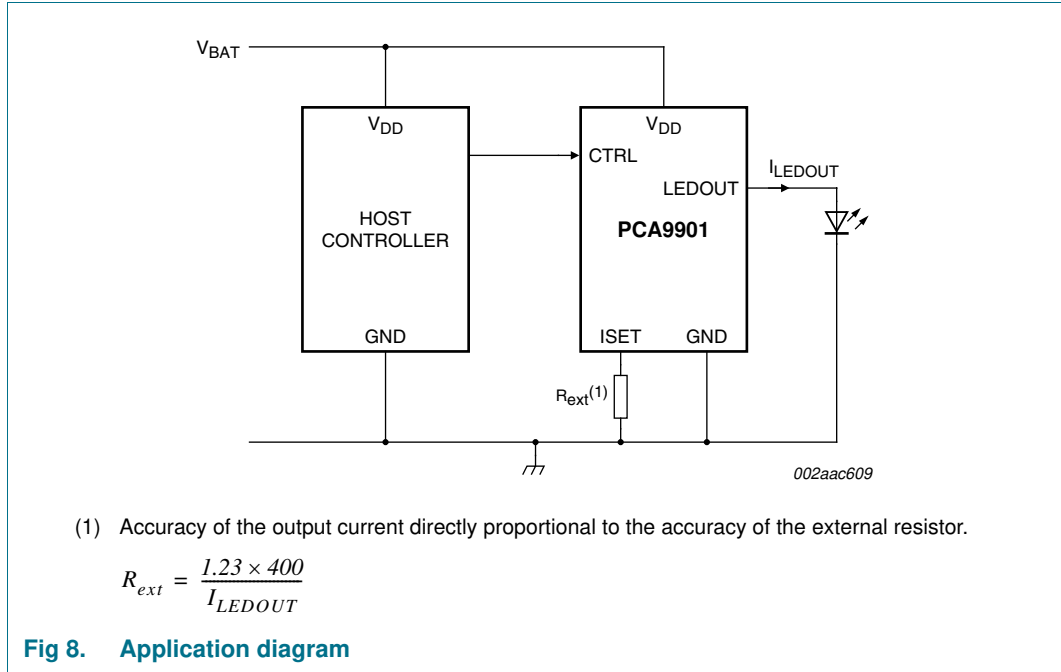 VBAT
VDD
VDD
CTRL
ILEDOUT
LEDOUT
HOST
CONTROLLER
PCA9901
GND
ISET
GND
Rext(1)
002aac609
(1) Accuracy of the output current directly proportional to the accuracy of the external resistor.
Rext = 1.23 × 400 / ILEDOUT
Fig 8. Application diagram